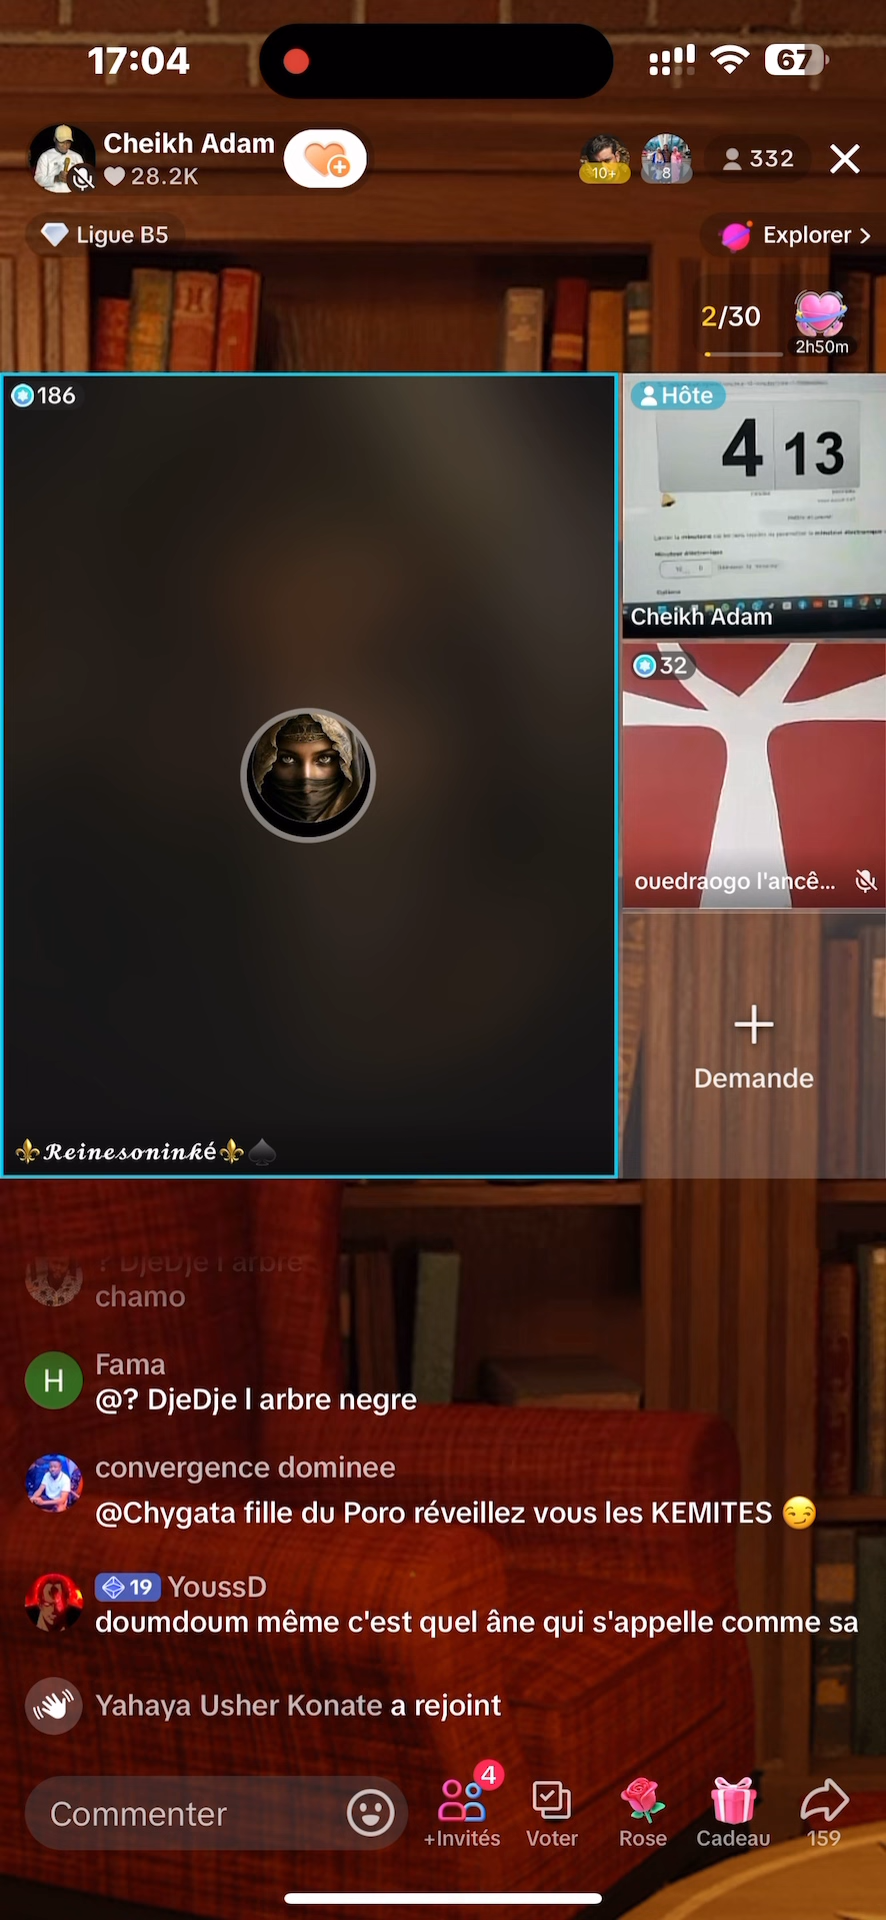 17:04
67
Cheikh Adam
28.2K
10+
8
332
Ligue B5
Explorer >
2/30
2h50m
186
Hôte
4 13
Cheikh Adam
32
ouedraogo l'ancê...
Demande
⚜️𝓡𝓮𝓲𝓷𝓮𝓼𝓸𝓷𝓲𝓷𝓴é⚜️♠️
? DjeDje l arbre
chamo
H
Fama
@? DjeDje l arbre negre
convergence dominee
@Chygata fille du Poro réveillez vous les KEMITES 😏
19 YoussD
doumdoum même c'est quel âne qui s'appelle comme sa
Yahaya Usher Konate a rejoint
Commenter
4
+Invités
Voter
Rose
Cadeau
159